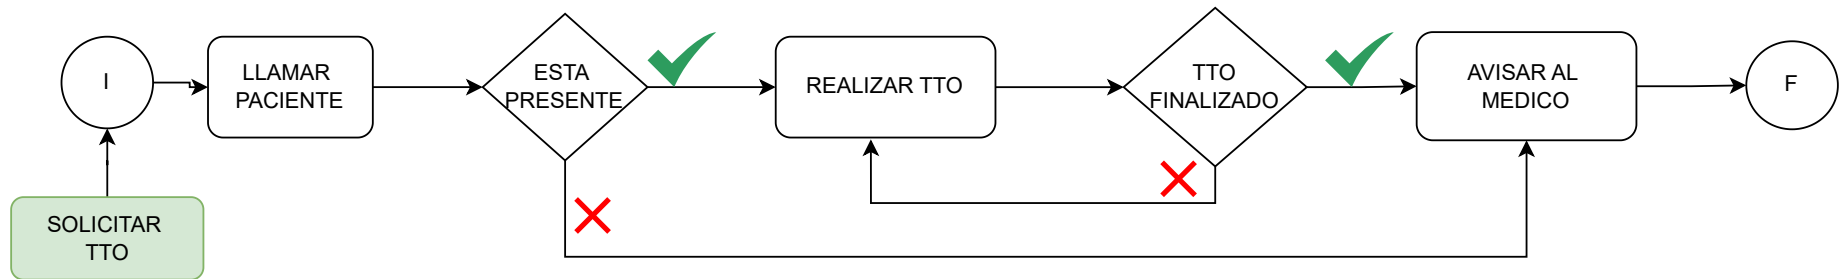 I
LLAMAR
PACIENTE
ESTA
PRESENTE
REALIZAR TTO
TTO
FINALIZADO
AVISAR AL
MEDICO
F
SOLICITAR
TTO